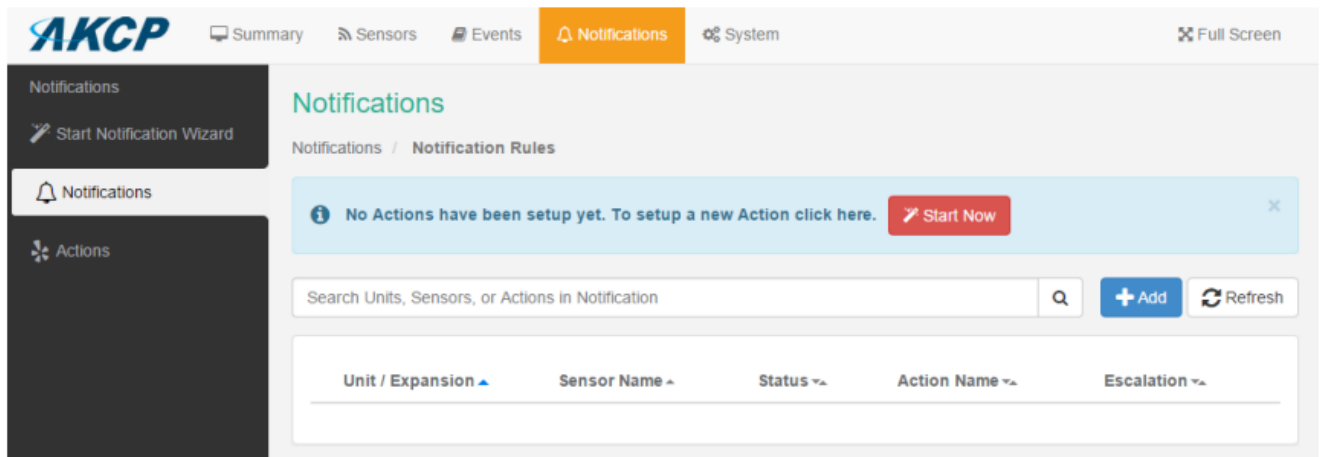 AKCP Summary Sensors Events Notifications System Full Screen
Notifications
Start Notification Wizard
Notifications
Actions
Notifications
Notifications / Notification Rules
No Actions have been setup yet. To setup a new Action click here. Start Now ×
Search Units, Sensors, or Actions in Notification Add Refresh
Unit / Expansion Sensor Name Status Action Name Escalation